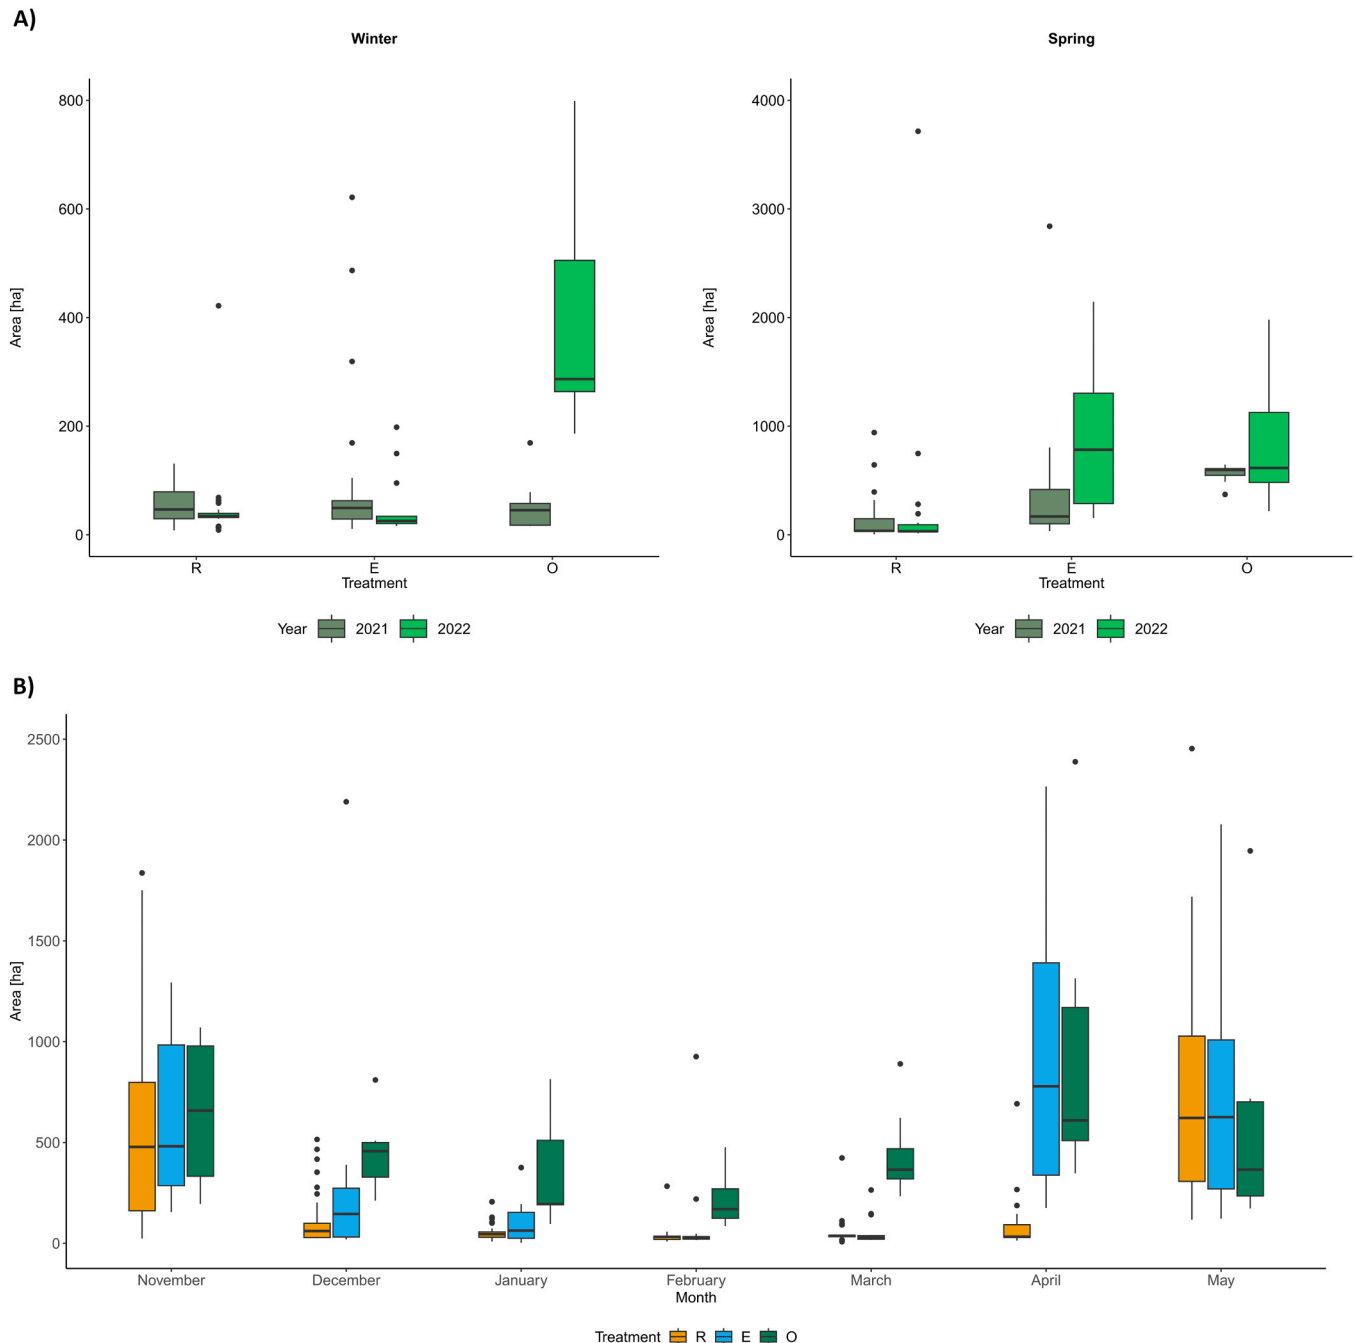 A)
Winter
Spring
800
600
400
200
0
Area [ha]
R E O
Treatment
Year 2021 2022
4000
3000
2000
1000
0
Area [ha]
R E O
Treatment
Year 2021 2022
B)
2500
2000
1500
1000
500
0
Area [ha]
November December January February March April May
Month
Treatment R E O